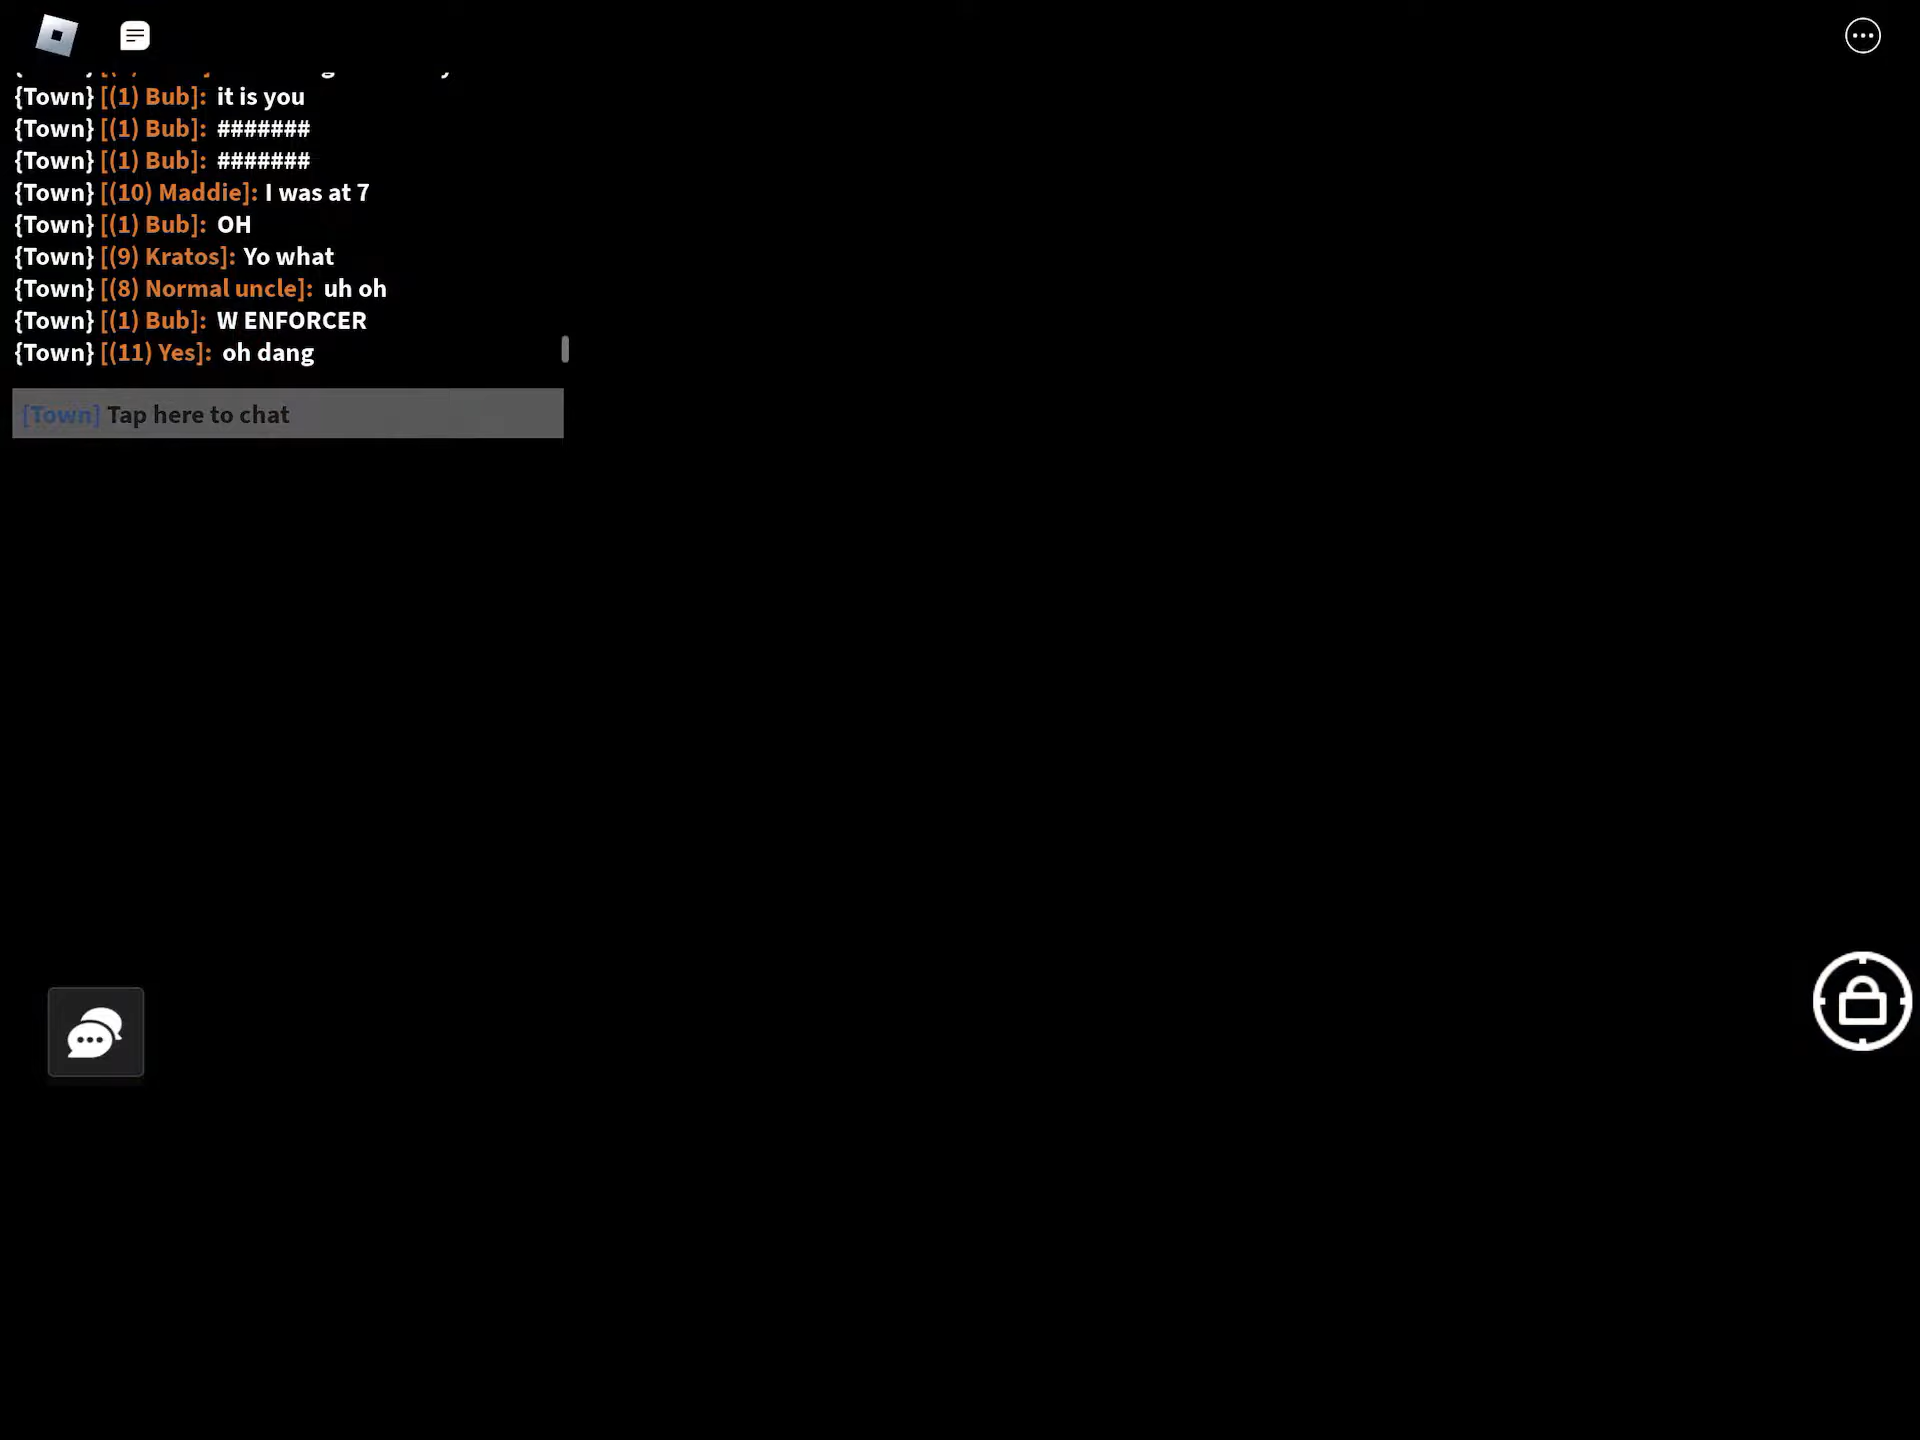 {Town} [(1) Bub]: it is you
{Town} [(1) Bub]: #######
{Town} [(1) Bub]: #######
{Town} [(10) Maddie]: I was at 7
{Town} [(1) Bub]: OH
{Town} [(9) Kratos]: Yo what
{Town} [(8) Normal uncle]: uh oh
{Town} [(1) Bub]: W ENFORCER
{Town} [(11) Yes]: oh dang
[Town] Tap here to chat